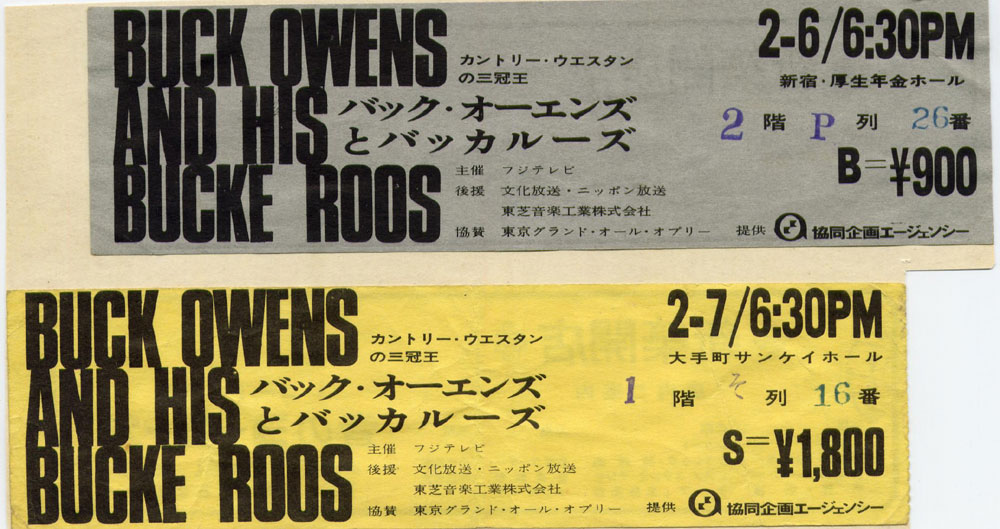 BUCK OWENS
AND HIS
BUCKE ROOS
カントリー・ウエスタン
の三冠王
バック・オーエンズ
とバッカルーズ
主催 フジテレビ
後援 文化放送・ニッポン放送
東芝音楽工業株式会社
協賛 東京グランド・オール・オプリー
2-6/6:30PM
新宿・厚生年金ホール
2階 P列 26番
B=¥900
提供 協同企画エージェンシー
BUCK OWENS
AND HIS
BUCKE ROOS
カントリー・ウエスタン
の三冠王
バック・オーエンズ
とバッカルーズ
主催 フジテレビ
後援 文化放送・ニッポン放送
東芝音楽工業株式会社
協賛 東京グランド・オール・オプリー
2-7/6:30PM
大手町サンケイホール
1階 そ列 16番
S=¥1,800
提供 協同企画エージェンシー